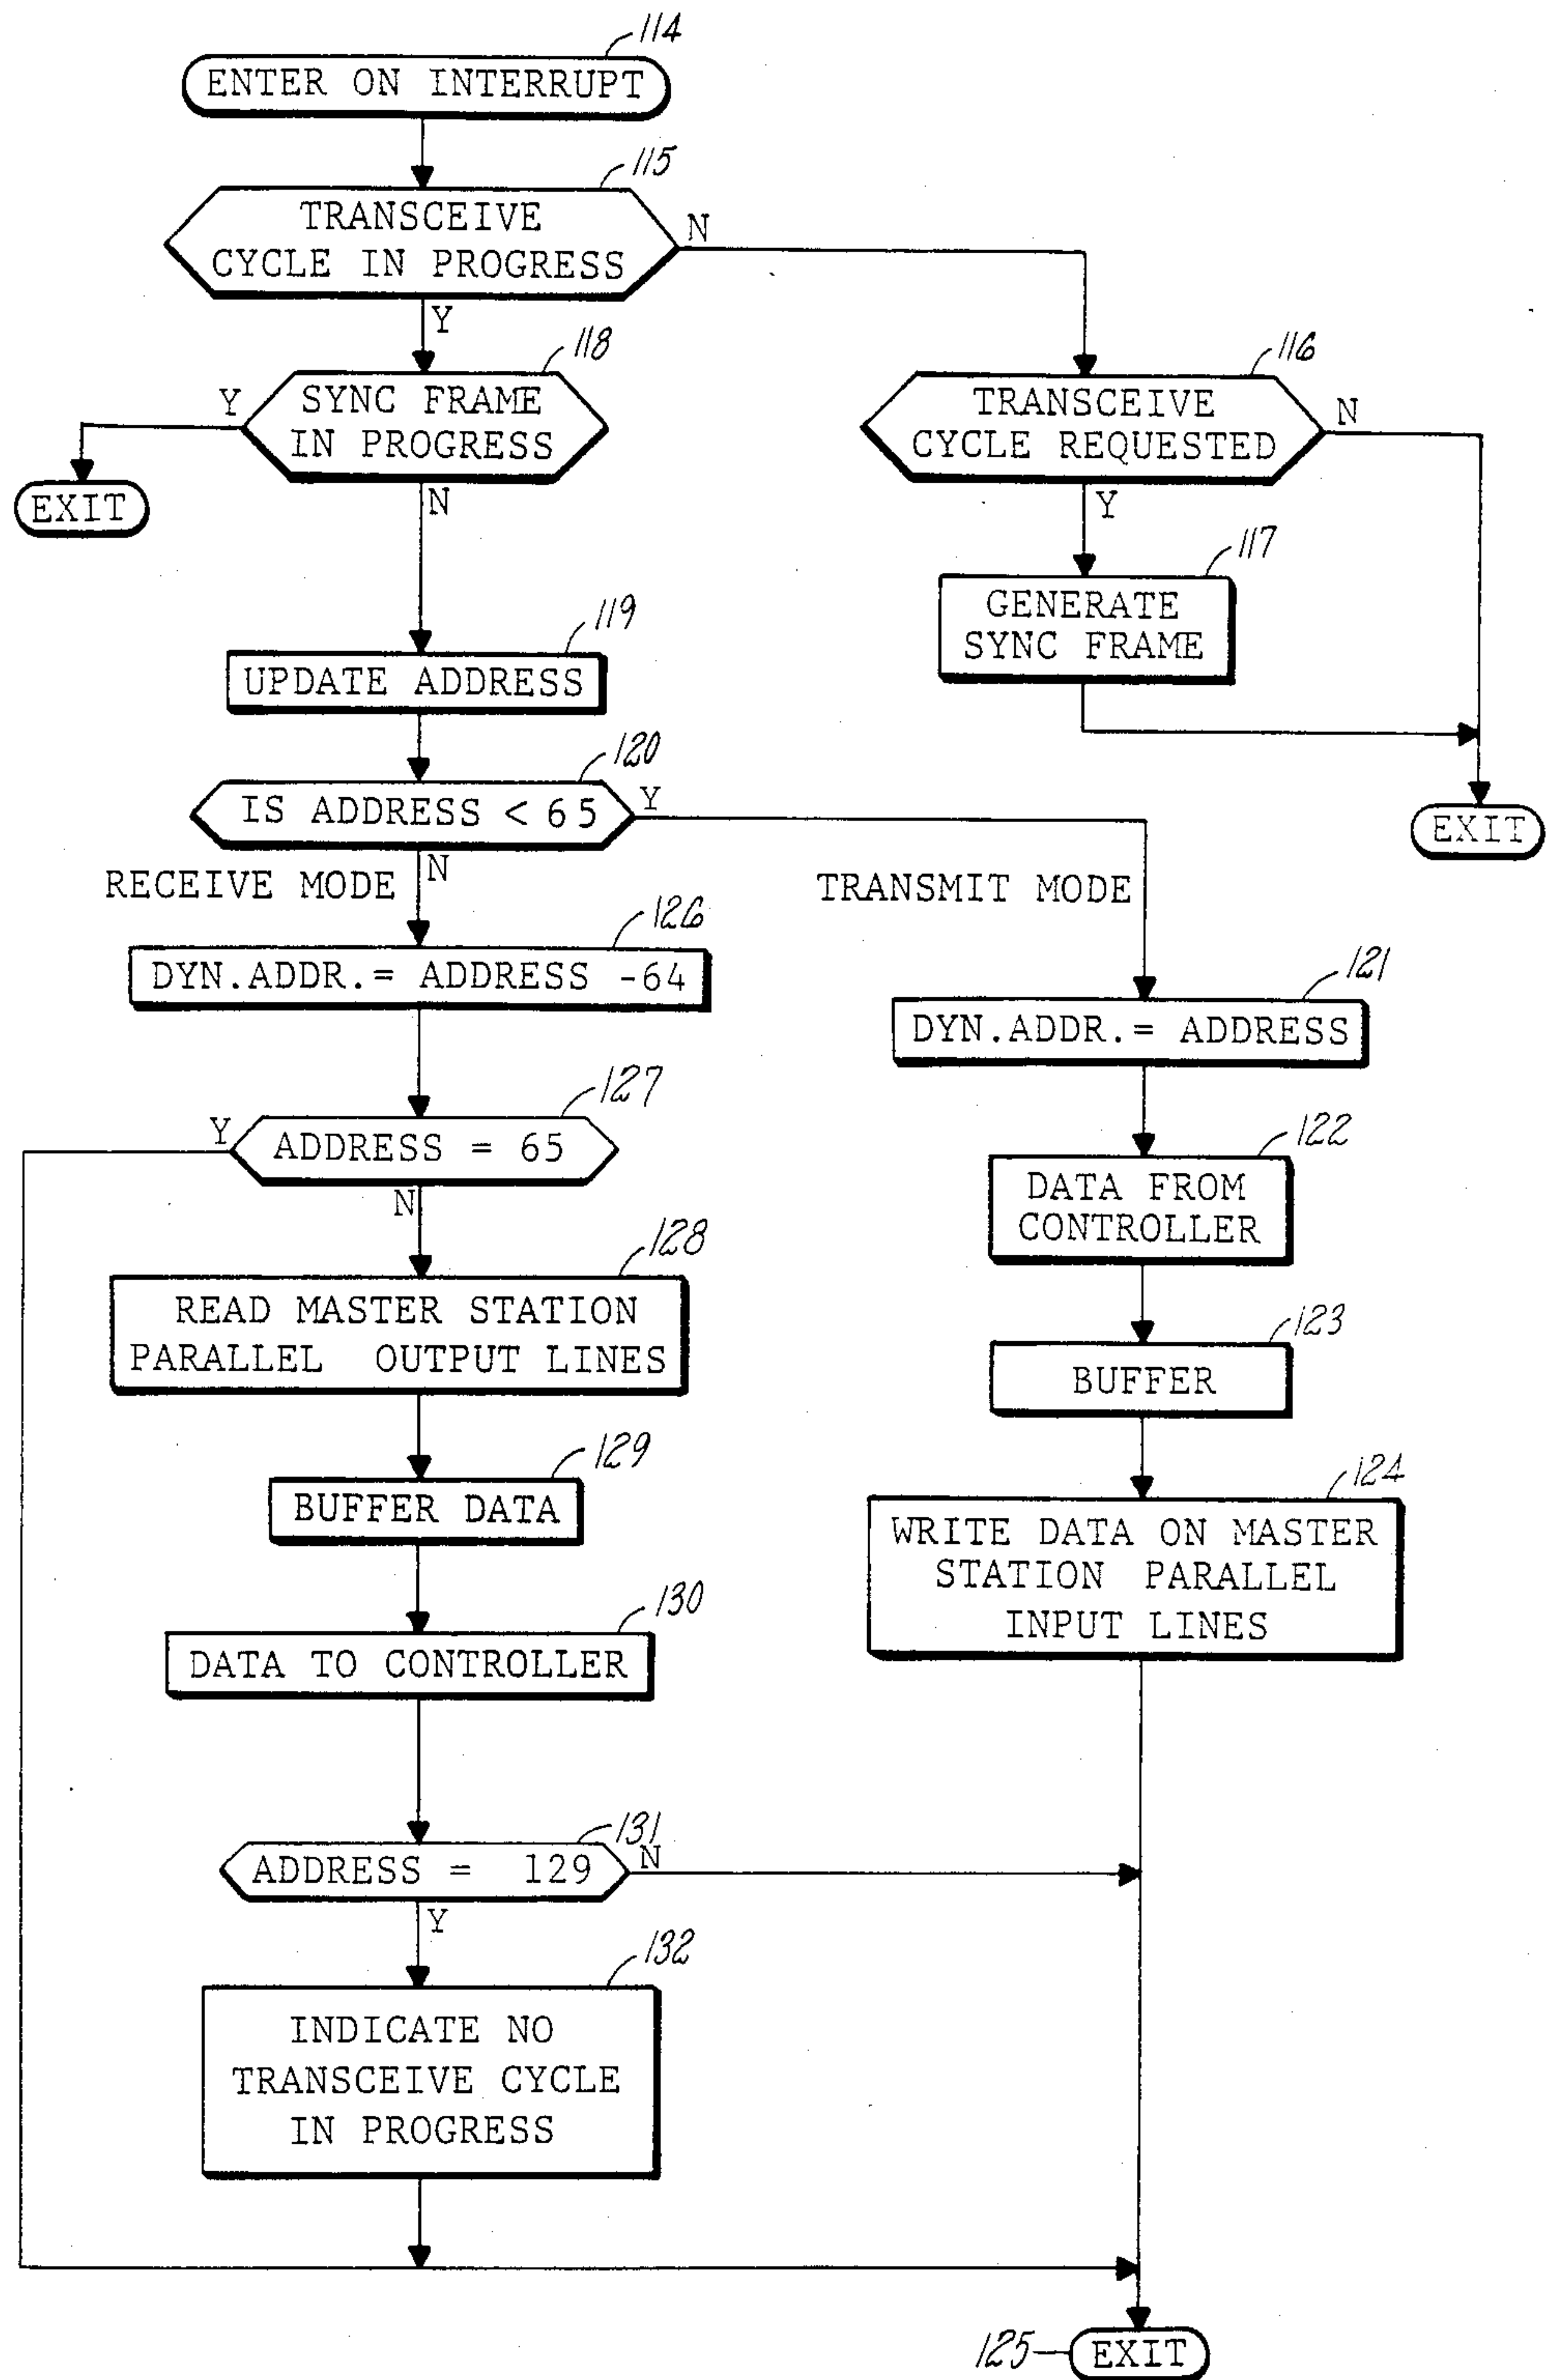 114
ENTER ON INTERRUPT
115
TRANSCEIVE
CYCLE IN PROGRESS
N
Y
118
SYNC FRAME
IN PROGRESS
Y
EXIT
N
116
TRANSCEIVE
CYCLE REQUESTED
N
Y
117
GENERATE
SYNC FRAME
EXIT
119
UPDATE ADDRESS
120
IS ADDRESS < 65
Y
N
RECEIVE MODE
TRANSMIT MODE
126
DYN.ADDR.= ADDRESS -64
121
DYN.ADDR.= ADDRESS
127
Y
ADDRESS = 65
N
122
DATA FROM
CONTROLLER
128
READ MASTER STATION
PARALLEL OUTPUT LINES
123
BUFFER
129
BUFFER DATA
124
WRITE DATA ON MASTER
STATION PARALLEL
INPUT LINES
130
DATA TO CONTROLLER
131
ADDRESS = 129
N
Y
132
INDICATE NO
TRANSCEIVE CYCLE
IN PROGRESS
125
EXIT